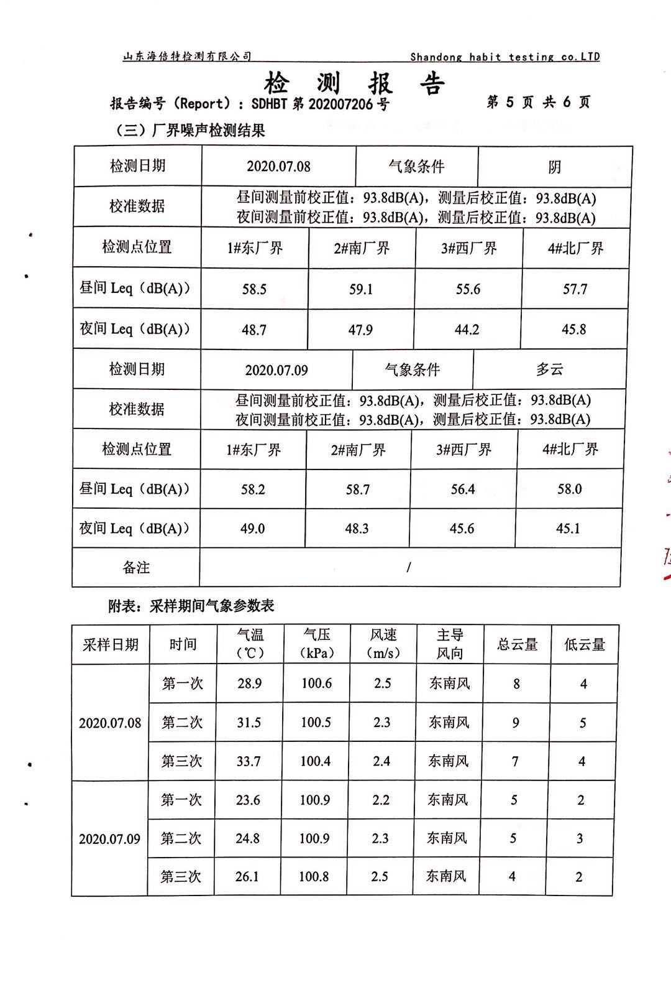 山东海倍特检测有限公司 Shandong habit testing co.LTD
检 测 报 告
报告编号（Report）：SDHBT 第 202007206 号 第 5 页 共 6 页
（三）厂界噪声检测结果
检测日期 2020.07.08 气象条件 阴
校准数据 昼间测量前校正值：93.8dB(A)，测量后校正值：93.8dB(A)
夜间测量前校正值：93.8dB(A)，测量后校正值：93.8dB(A)
检测点位置 1#东厂界 2#南厂界 3#西厂界 4#北厂界
昼间 Leq（dB(A)） 58.5 59.1 55.6 57.7
夜间 Leq（dB(A)） 48.7 47.9 44.2 45.8
检测日期 2020.07.09 气象条件 多云
校准数据 昼间测量前校正值：93.8dB(A)，测量后校正值：93.8dB(A)
夜间测量前校正值：93.8dB(A)，测量后校正值：93.8dB(A)
检测点位置 1#东厂界 2#南厂界 3#西厂界 4#北厂界
昼间 Leq（dB(A)） 58.2 58.7 56.4 58.0
夜间 Leq（dB(A)） 49.0 48.3 45.6 45.1
备注 /
附表：采样期间气象参数表
采样日期 时间 气温（℃） 气压（kPa） 风速（m/s） 主导风向 总云量 低云量
2020.07.08 第一次 28.9 100.6 2.5 东南风 8 4
第二次 31.5 100.5 2.3 东南风 9 5
第三次 33.7 100.4 2.4 东南风 7 4
2020.07.09 第一次 23.6 100.9 2.2 东南风 5 2
第二次 24.8 100.9 2.3 东南风 5 3
第三次 26.1 100.8 2.5 东南风 4 2